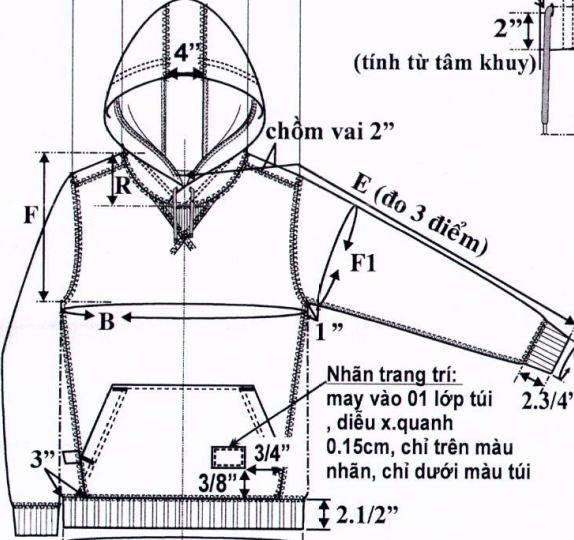 2”
(tính từ tâm khuy)
4”
chồm vai 2”
R
F
E (đo 3 điểm)
F1
B
1”
Nhãn trang trí:
may vào 01 lớp túi
, diễu x.quanh
0.15cm, chỉ trên màu
nhãn, chỉ dưới màu túi
2.3/4”
3”
3/4”
3/8”
2.1/2”